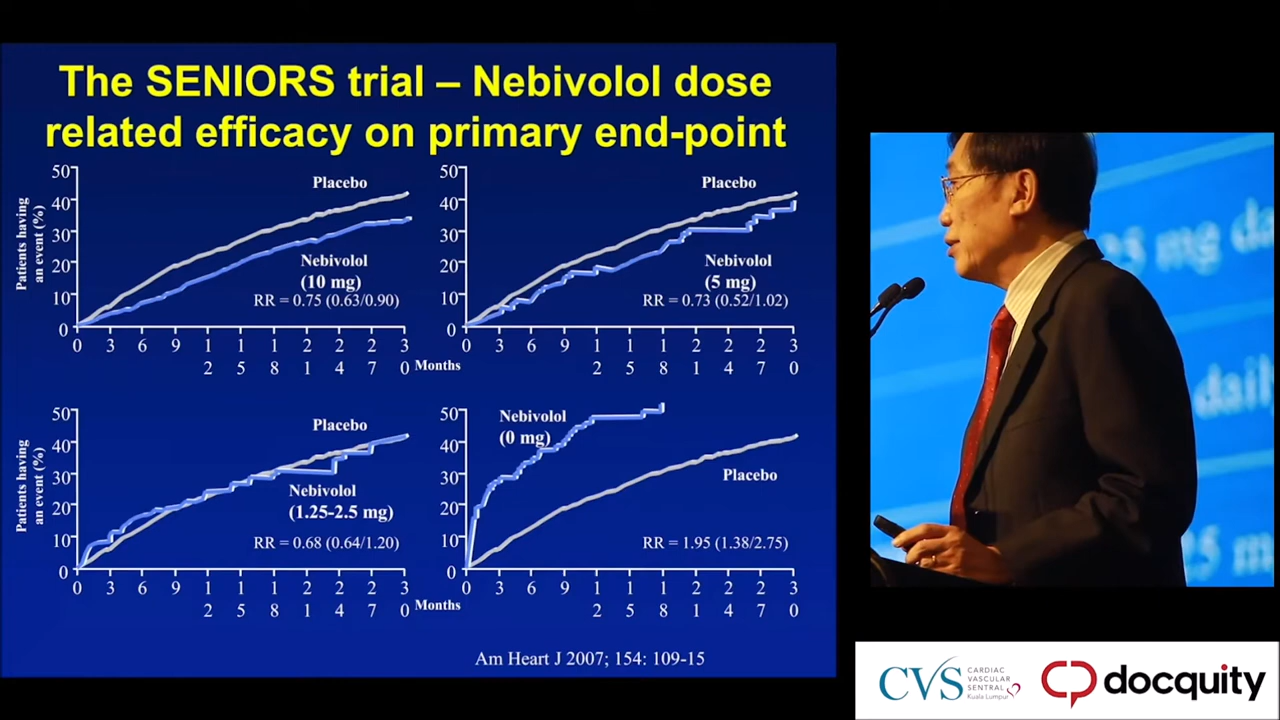 The SENIORS trial – Nebivolol dose
related efficacy on primary end-point
Patients having
an event (%)
50
40
30
20
10
0
Placebo
Nebivolol
(10 mg)
RR = 0.75 (0.63/0.90)
0 3 6 9 12 15 18 21 24 27 30
Months
50
40
30
20
10
0
Placebo
Nebivolol
(5 mg)
RR = 0.73 (0.52/1.02)
0 3 6 9 12 15 18 21 24 27 30
Patients having
an event (%)
50
40
30
20
10
0
Placebo
Nebivolol
(1.25-2.5 mg)
RR = 0.68 (0.64/1.20)
0 3 6 9 12 15 18 21 24 27 30
Months
50
40
30
20
10
0
Nebivolol
(0 mg)
Placebo
RR = 1.95 (1.38/2.75)
0 3 6 9 12 15 18 21 24 27 30
Am Heart J 2007; 154: 109-15
25 mg da
daily
25 m
CVS
CARDIAC
VASCULAR
SENTRAL
Kuala Lumpur
docquity